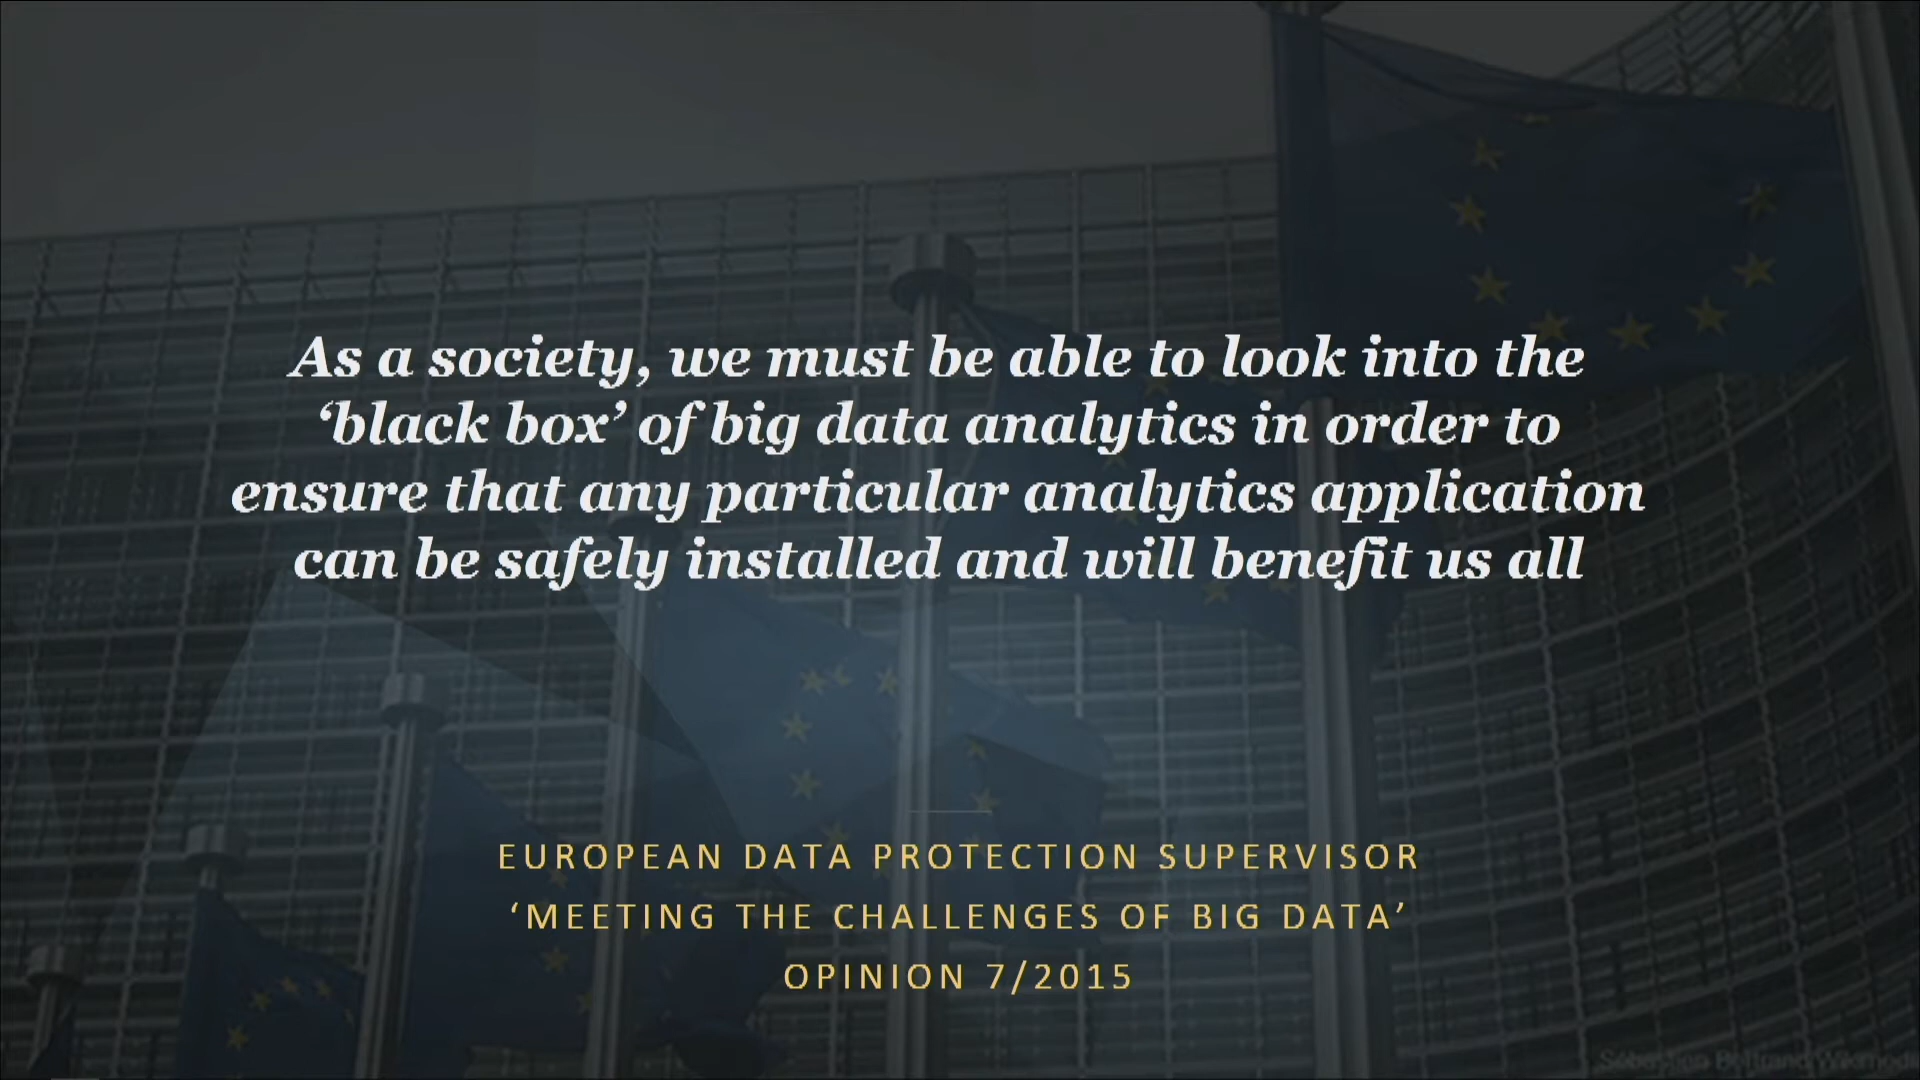 As a society, we must be able to look into the
‘black box’ of big data analytics in order to
ensure that any particular analytics application
can be safely installed and will benefit us all
EUROPEAN DATA PROTECTION SUPERVISOR
‘MEETING THE CHALLENGES OF BIG DATA’
OPINION 7/2015